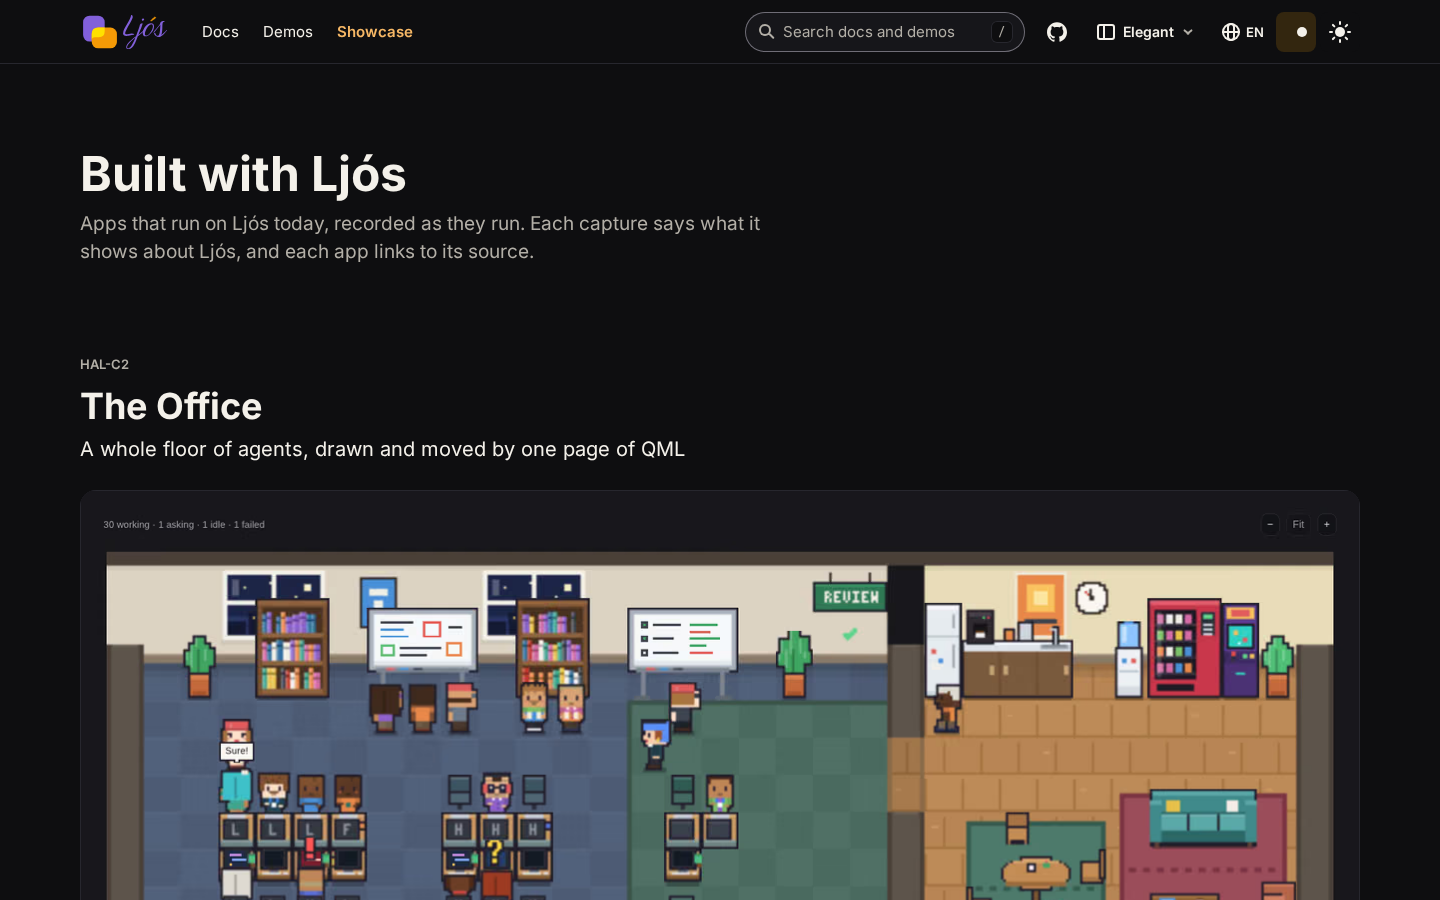 Ljós
Docs
Demos
Showcase
Search docs and demos
/
Elegant
EN
Built with Ljós
Apps that run on Ljós today, recorded as they run. Each capture says what it
shows about Ljós, and each app links to its source.
HAL-C2
The Office
A whole floor of agents, drawn and moved by one page of QML
30 working · 1 asking · 1 idle · 1 failed
−
Fit
+
REVIEW
Sure!
L L L F H H H
?